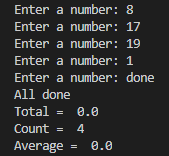 Enter a number: 8
Enter a number: 17
Enter a number: 19
Enter a number: 1
Enter a number: done
All done
Total =  0.0
Count =  4
Average =  0.0